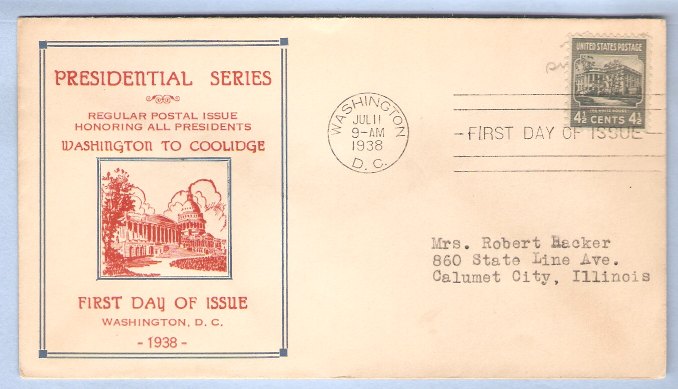 PRESIDENTIAL SERIES
REGULAR POSTAL ISSUE
HONORING ALL PRESIDENTS
WASHINGTON TO COOLIDGE
FIRST DAY OF ISSUE
WASHINGTON, D. C.
- 1938 -
WASHINGTON
JUL 11
9-AM
1938
D. C.
UNITED STATES POSTAGE
THE WHITE HOUSE
4½ CENTS 4½
FIRST DAY OF ISSUE
Mrs. Robert Hacker
860 State Line Ave.
Calumet City, Illinois